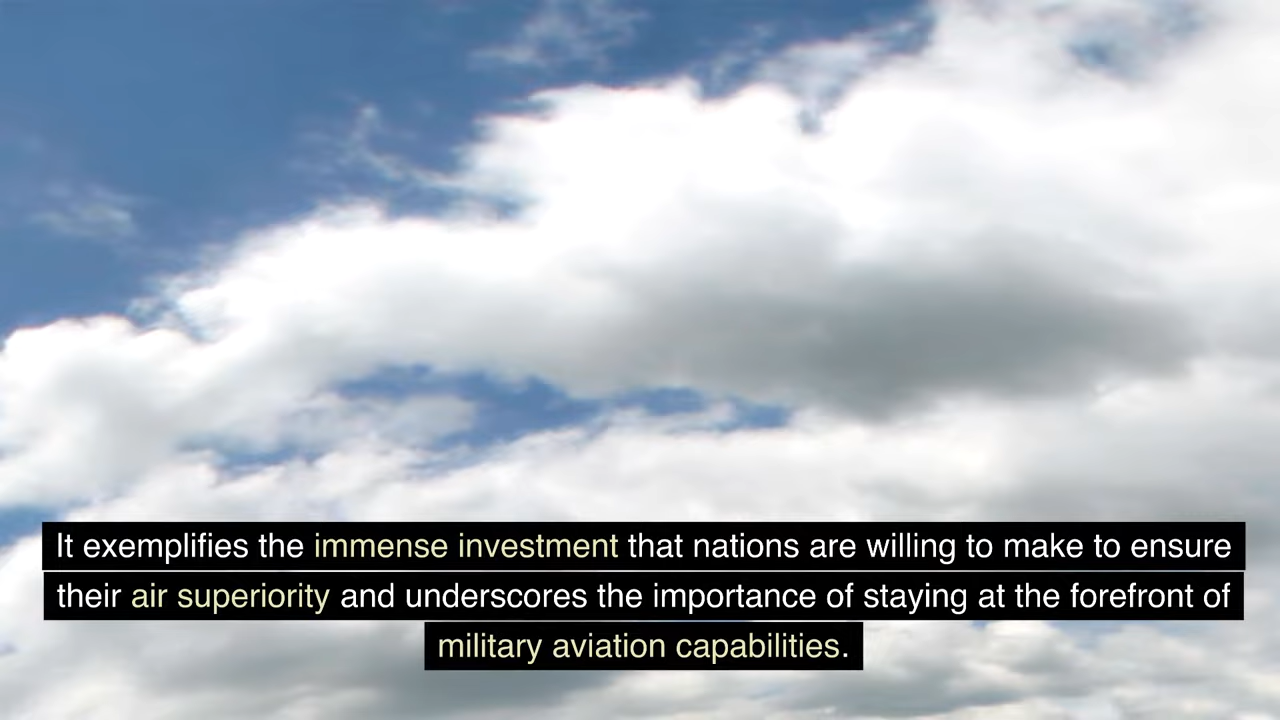 It exemplifies the immense investment that nations are willing to make to ensure
their air superiority and underscores the importance of staying at the forefront of
military aviation capabilities.